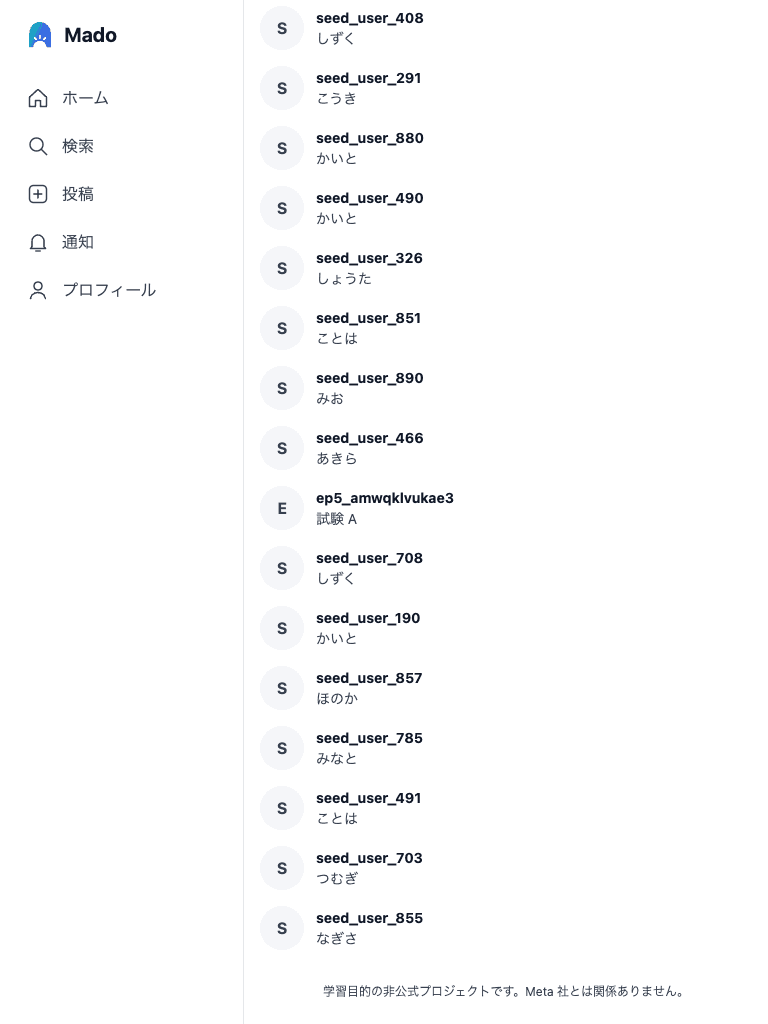 Mado
ホーム
検索
投稿
通知
プロフィール
S
seed_user_408
しずく
S
seed_user_291
こうき
S
seed_user_880
かいと
S
seed_user_490
かいと
S
seed_user_326
しょうた
S
seed_user_851
ことは
S
seed_user_890
みお
S
seed_user_466
あきら
E
ep5_amwqklvukae3
試験 A
S
seed_user_708
しずく
S
seed_user_190
かいと
S
seed_user_857
ほのか
S
seed_user_785
みなと
S
seed_user_491
ことは
S
seed_user_703
つむぎ
S
seed_user_855
なぎさ
学習目的の非公式プロジェクトです。Meta 社とは関係ありません。